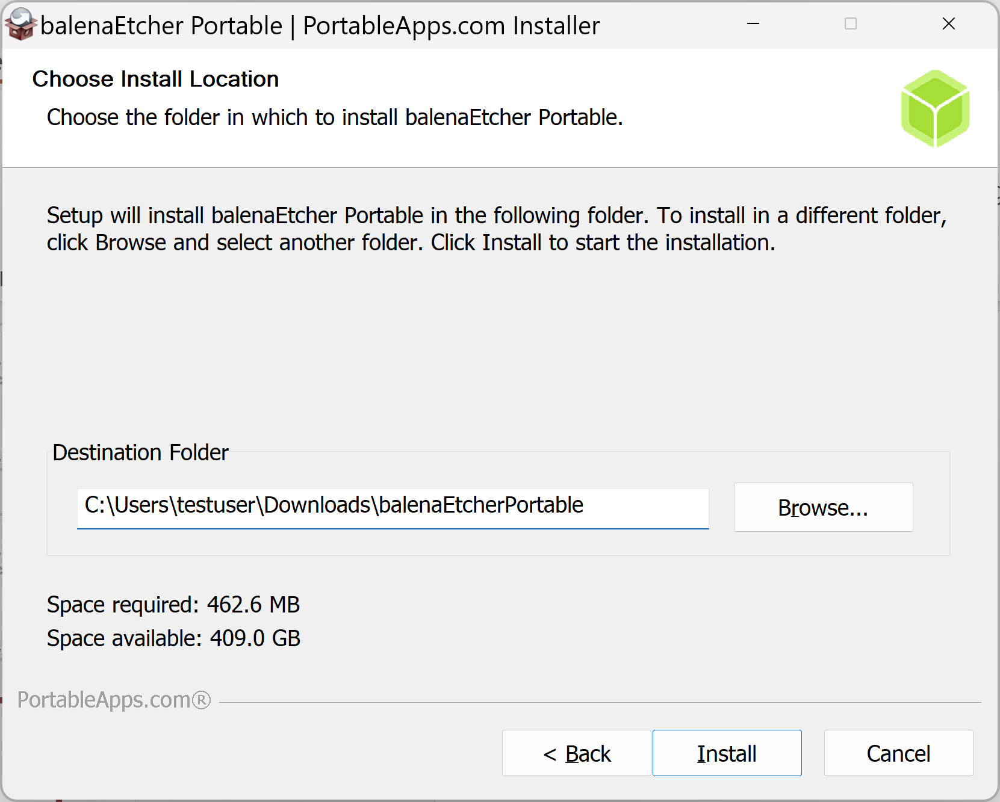 balenaEtcher Portable | PortableApps.com Installer
Choose Install Location
Choose the folder in which to install balenaEtcher Portable.
Setup will install balenaEtcher Portable in the following folder. To install in a different folder,
click Browse and select another folder. Click Install to start the installation.
Destination Folder
C:\Users\testuser\Downloads\balenaEtcherPortable
Browse...
Space required: 462.6 MB
Space available: 409.0 GB
PortableApps.com®
< Back
Install
Cancel